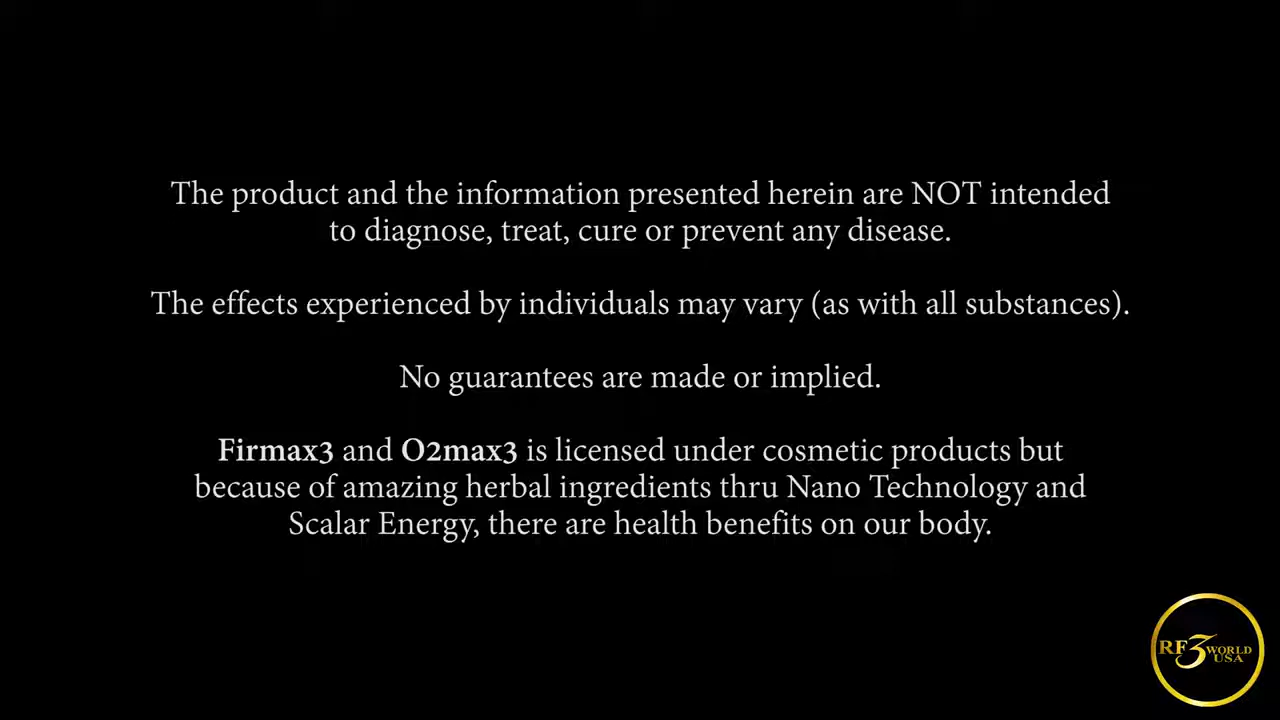 The product and the information presented herein are NOT intended
to diagnose, treat, cure or prevent any disease.
The effects experienced by individuals may vary (as with all substances).
No guarantees are made or implied.
Firmax3 and O2max3 is licensed under cosmetic products but
because of amazing herbal ingredients thru Nano Technology and
Scalar Energy, there are health benefits on our body.
RF3WORLD
USA